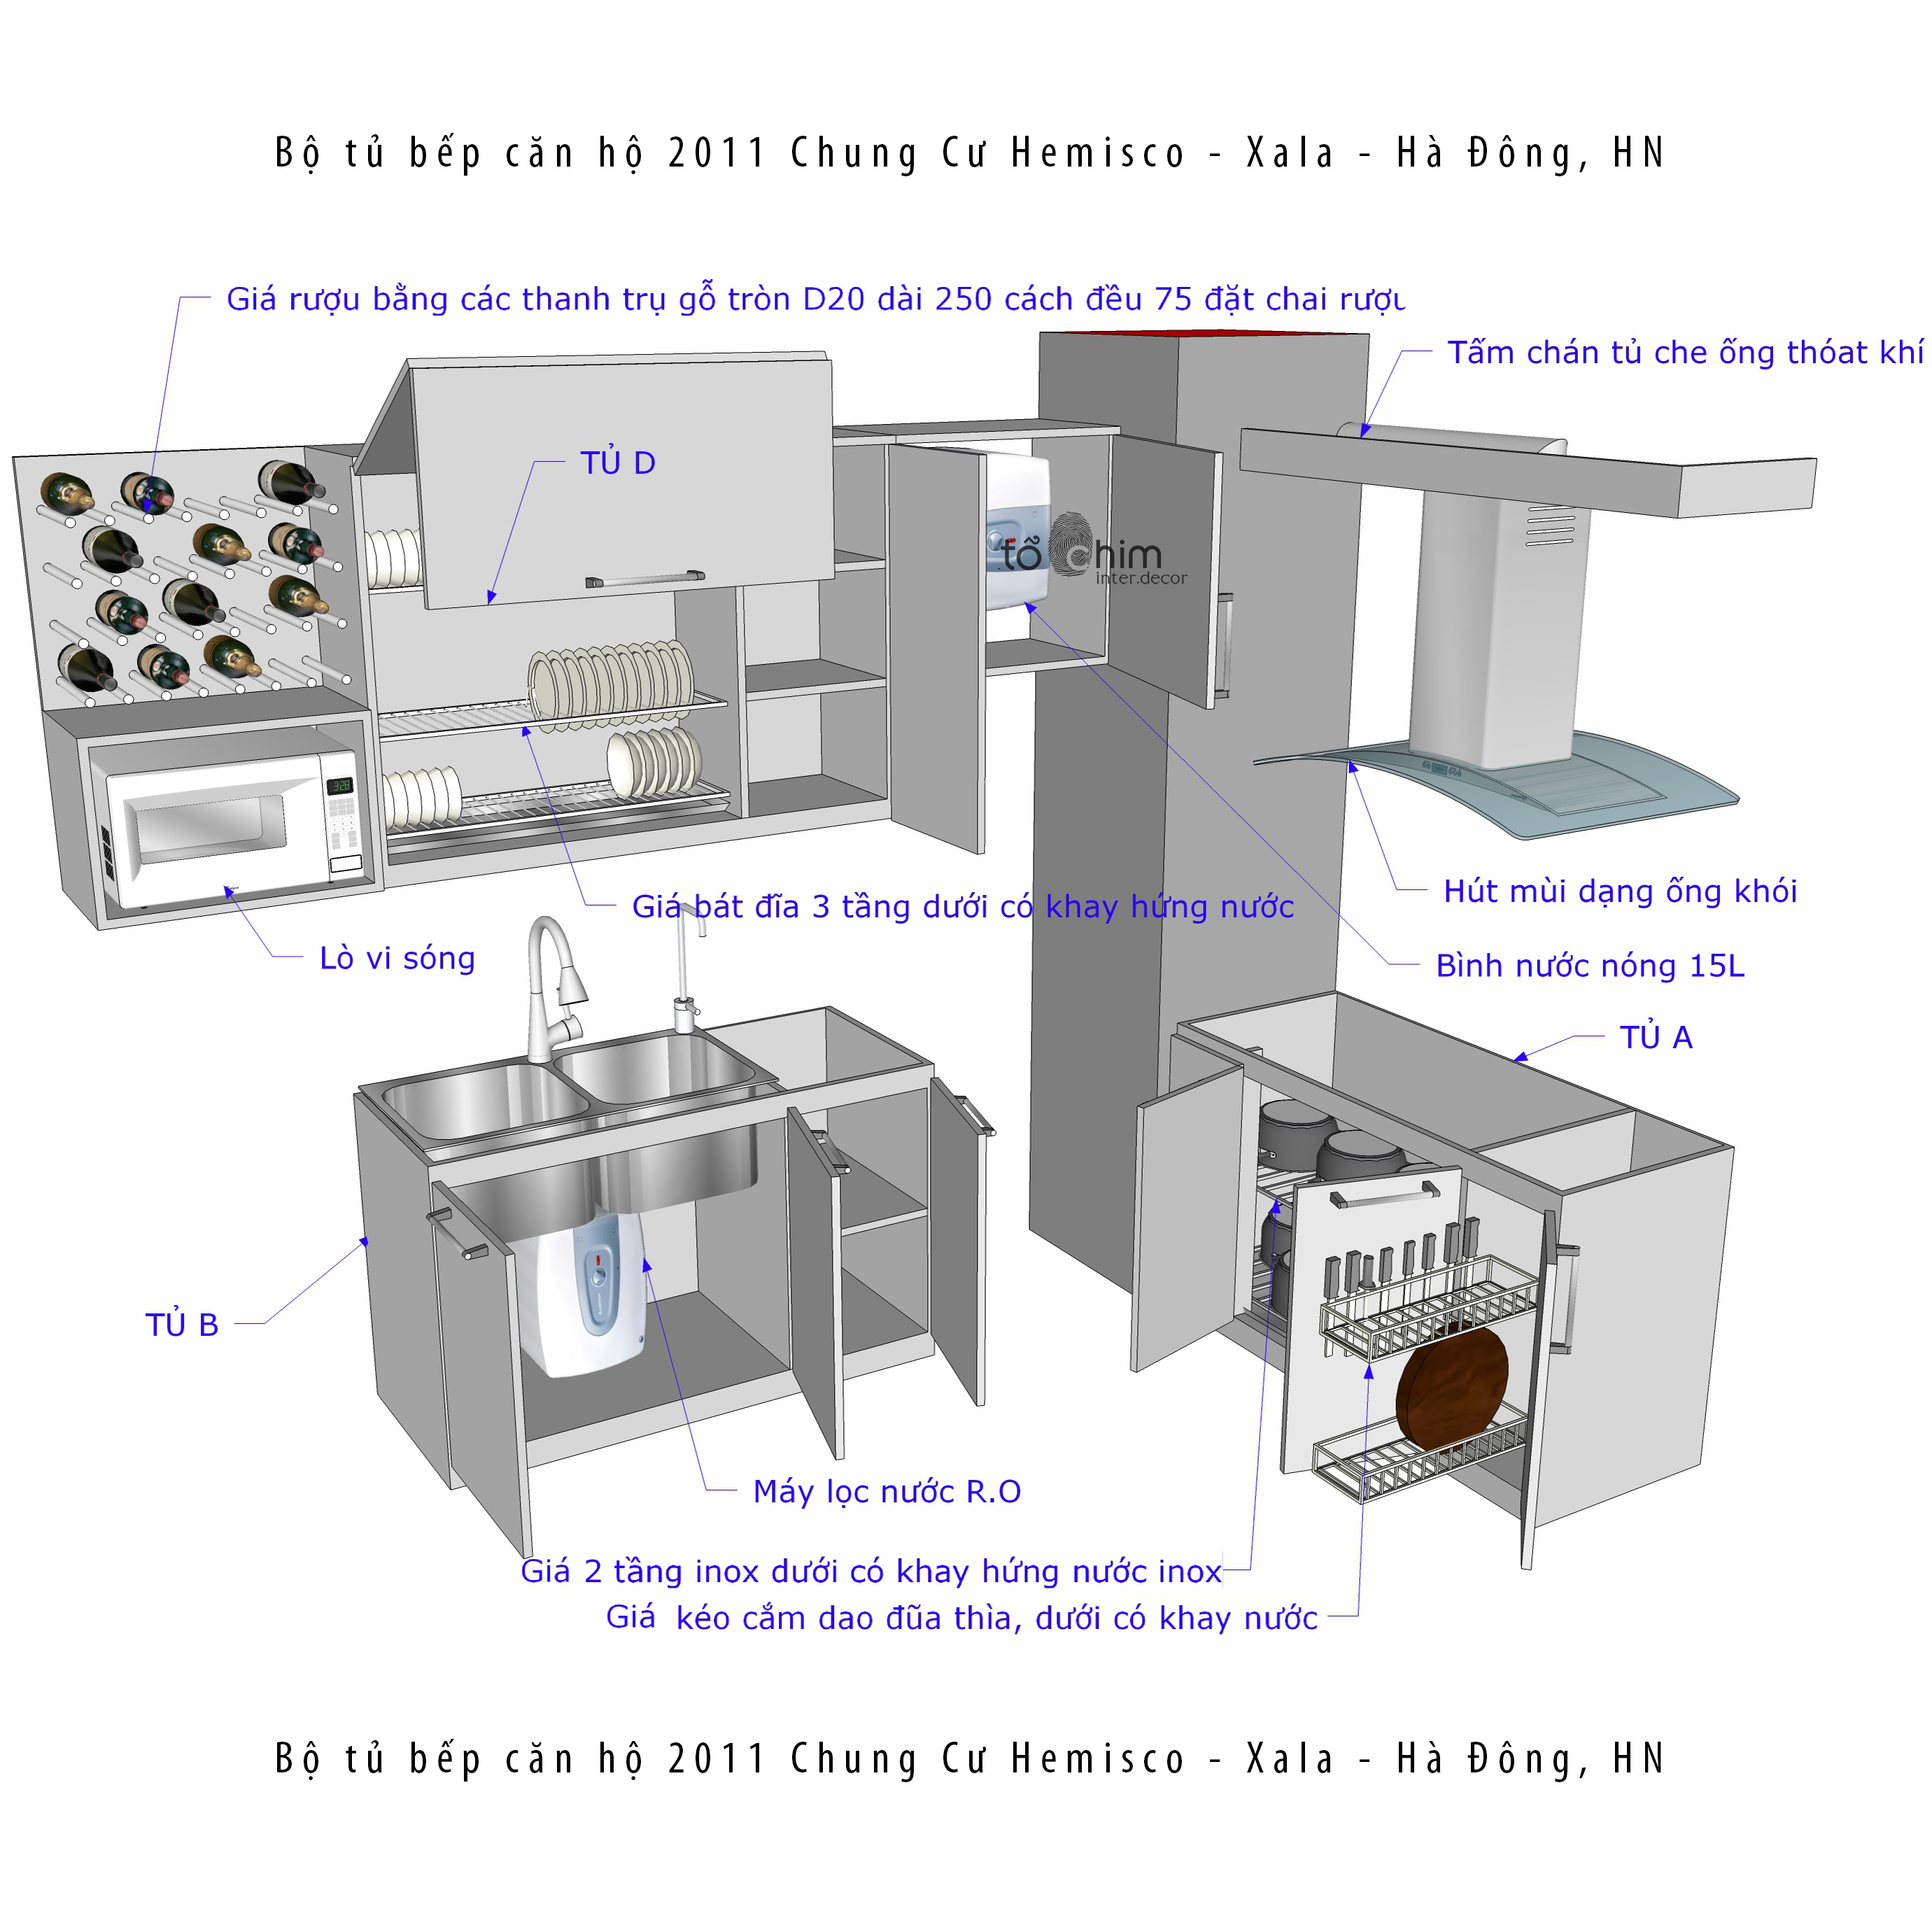 Bộ tủ bếp căn hộ 2011 Chung Cư Hemisco - Xala - Hà Đông, HN
Giá rượu bằng các thanh trụ gỗ tròn D20 dài 250 cách đều 75 đặt chai rượu
Tấm chán tủ che ống thóat khí
TỦ D
tổ chim
inter.decor
328
Giá bát đĩa 3 tầng dưới có khay hứng nước
Hút mùi dạng ống khói
Lò vi sóng
Bình nước nóng 15L
TỦ A
TỦ B
Máy lọc nước R.O
Giá 2 tầng inox dưới có khay hứng nước inox
Giá kéo cắm dao đũa thìa, dưới có khay nước
Bộ tủ bếp căn hộ 2011 Chung Cư Hemisco - Xala - Hà Đông, HN